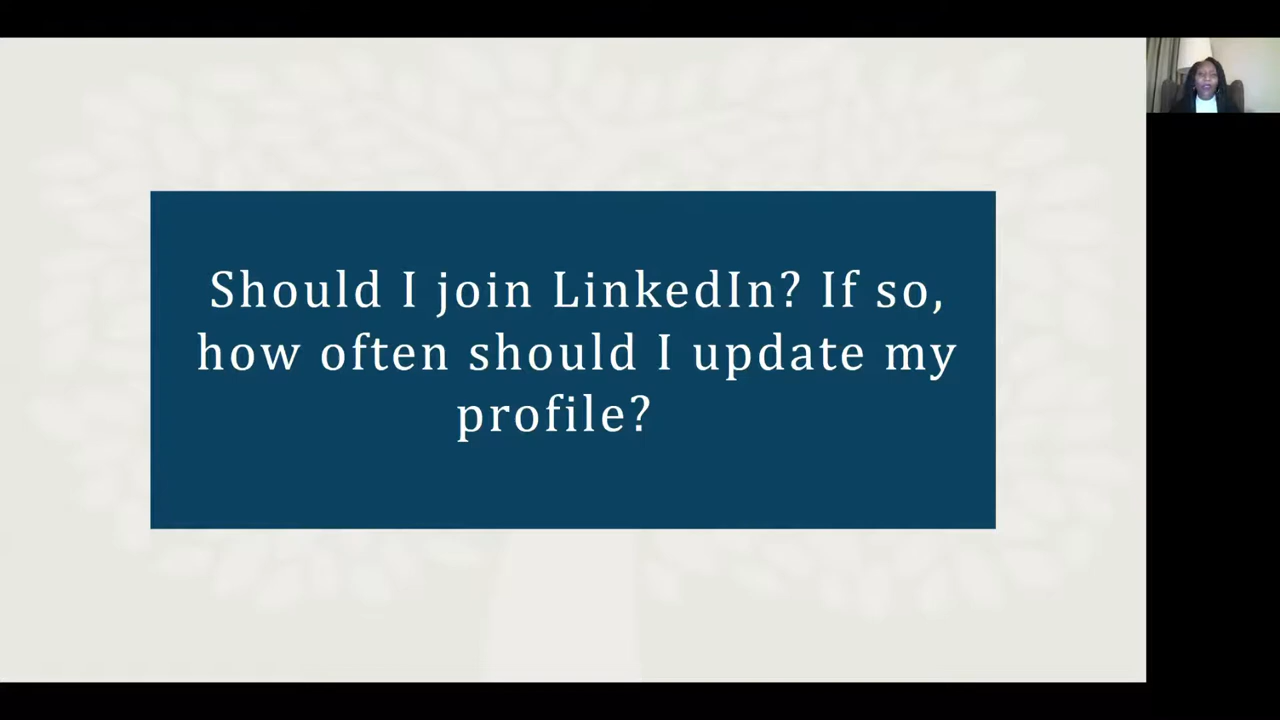 Should I join LinkedIn? If so,
how often should I update my
profile?